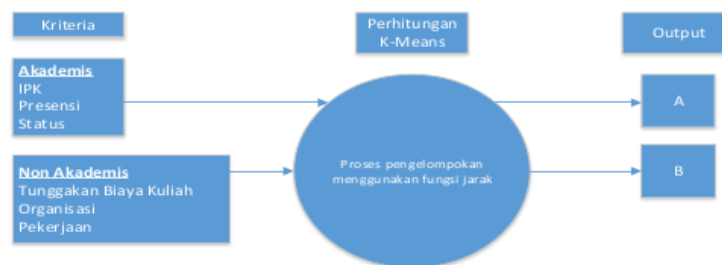 Kriteria
Perhitungan
K-Means
Output
Akademis
IPK
Presensi
Status
Non Akademis
Tunggakan Biaya Kuliah
Organisasi
Pekerjaan
Proses pengelompokan
menggunakan fungsi jarak
A
B